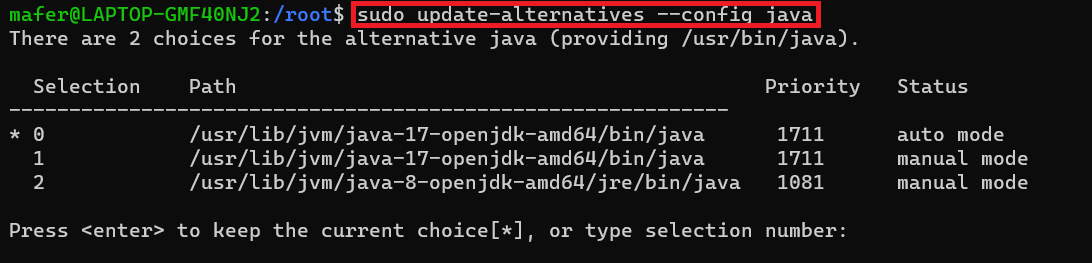 mafer@LAPTOP-GMF40NJ2:/root$ sudo update-alternatives --config java
There are 2 choices for the alternative java (providing /usr/bin/java).
  Selection    Path                                            Priority   Status
------------------------------------------------------------
* 0            /usr/lib/jvm/java-17-openjdk-amd64/bin/java      1711      auto mode
  1            /usr/lib/jvm/java-17-openjdk-amd64/bin/java      1711      manual mode
  2            /usr/lib/jvm/java-8-openjdk-amd64/jre/bin/java   1081      manual mode
Press <enter> to keep the current choice[*], or type selection number: